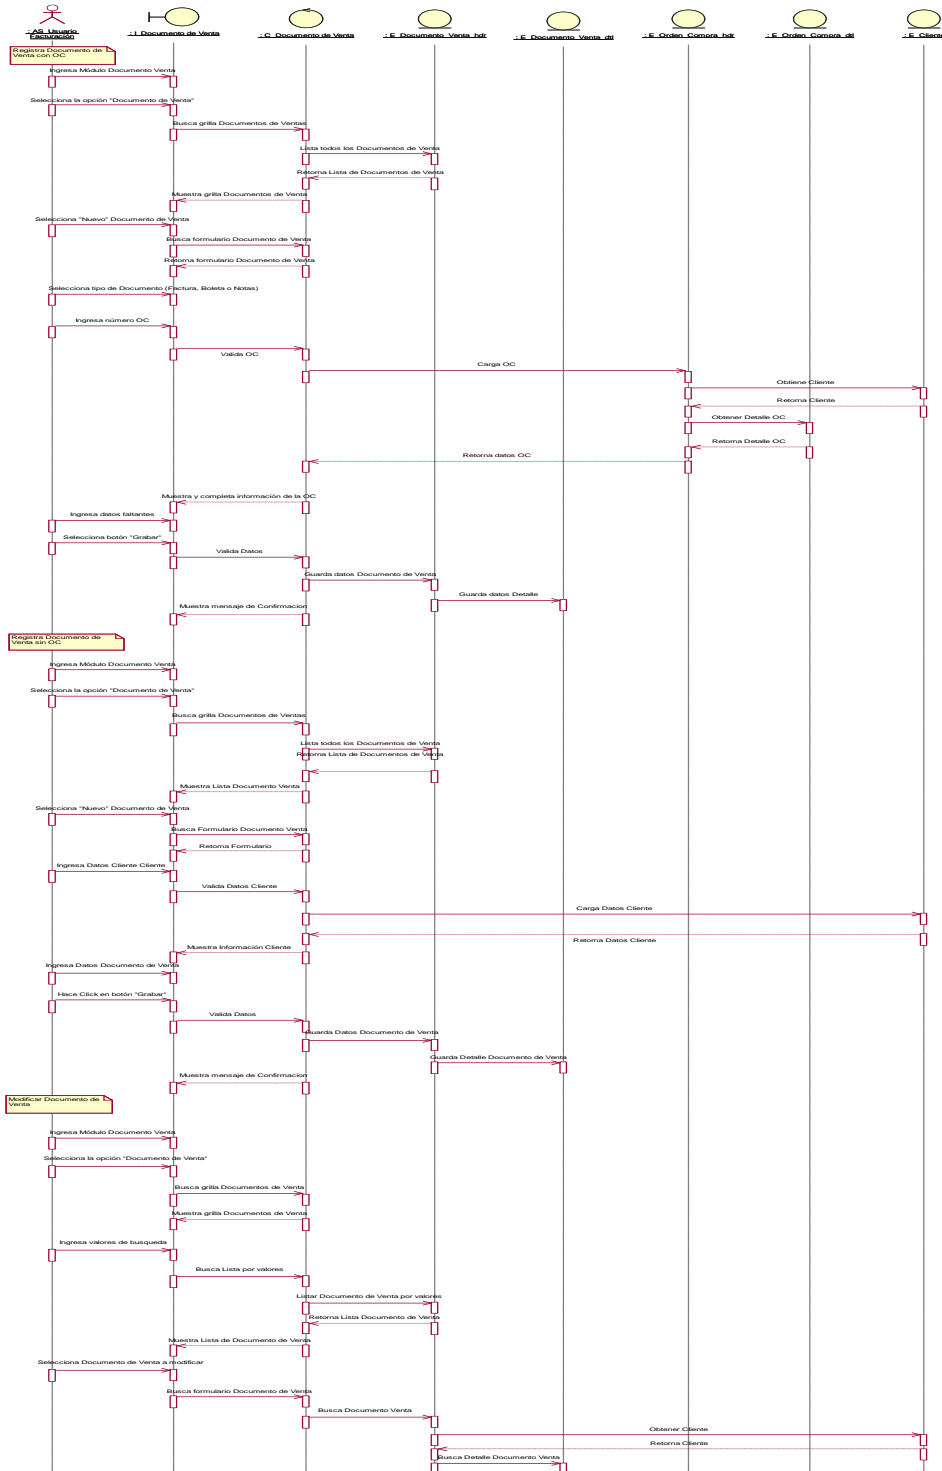 : AS_Usuario
Facturación
: I_Documento de Venta
: C_Documento de Venta
: E_Documento_Venta_hdr
: E_Documento_Venta_dtl
: E_Orden_Compra_hdr
: E_Orden_Compra_dtl
: E_Cliente
Registra Documento de
Venta con OC
Ingresa Módulo Documento Venta
Selecciona la opción "Documento de Venta"
Busca grilla Documentos de Ventas
Lista todos los Documentos de Venta
Retorna Lista de Documentos de Venta
Muestra grilla Documentos de Venta
Selecciona "Nuevo" Documento de Venta
Busca formulario Documento de Venta
Retorna formulario Documento de Venta
Selecciona tipo de Documento (Factura, Boleta o Notas)
Ingresa número OC
Valida OC
Carga OC
Obtiene Cliente
Retorna Cliente
Obtener Detalle OC
Retorna Detalle OC
Retorna datos OC
Muestra y completa información de la OC
Ingresa datos faltantes
Selecciona botón "Grabar"
Valida Datos
Guarda datos Documento de Venta
Guarda datos Detalle
Muestra mensaje de Confirmacion
Registra Documento de
Venta sin OC
Ingresa Módulo Documento Venta
Selecciona la opción "Documento de Venta"
Busca grilla Documentos de Ventas
Lista todos los Documentos de Venta
Retorna Lista de Documentos de Venta
Muestra Lista Documento Venta
Selecciona "Nuevo" Documento de Venta
Busca Formulario Documento Venta
Retorna Formulario
Ingresa Datos Cliente Cliente
Valida Datos Cliente
Carga Datos Cliente
Retorna Datos Cliente
Muestra Información Cliente
Ingresa Datos Documento de Venta
Hace Click en botón "Grabar"
Valida Datos
Guarda Datos Documento de Venta
Guarda Detalle Documento de Venta
Muestra mensaje de Confirmacion
Modificar Documento de
Venta
Ingresa Módulo Documento Venta
Selecciona la opción "Documento de Venta"
Busca grilla Documentos de Venta
Muestra grilla Documentos de Venta
Ingresa valores de busqueda
Busca Lista por valores
Listar Documento de Venta por valores
Retorna Lista Documento de Venta
Muestra Lista de Documento de Venta
Selecciona Documento de Venta a modificar
Busca formulario Documento de Venta
Busca Documento Venta
Obtener Cliente
Retorna Cliente
Busca Detalle Documento Venta